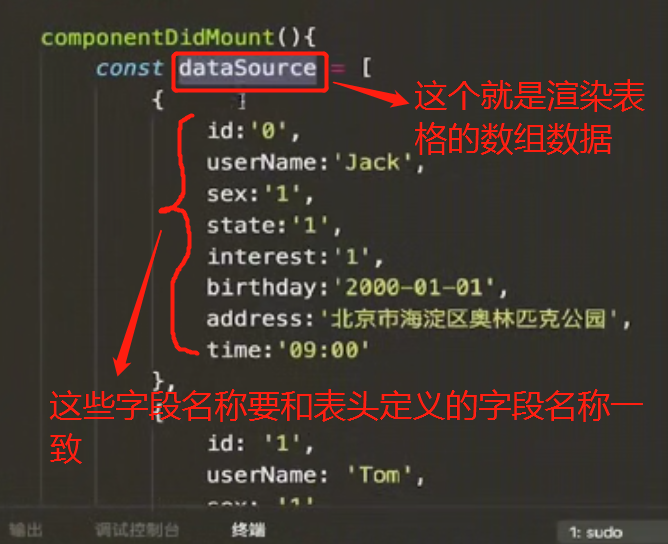 componentDidMount(){
const dataSource = [
{
这个就是渲染表
格的数组数据
id:'0',
userName:'Jack',
sex:'1',
state:'1',
interest:'1',
birthday:'2000-01-01',
address:'北京市海淀区奥林匹克公园',
time:'09:00'
},
这些字段名称要和表头定义的字段名称一
致
{
id: '1',
userName: 'Tom',
sex: '1'
输出 调试控制台 终端 1: sudo